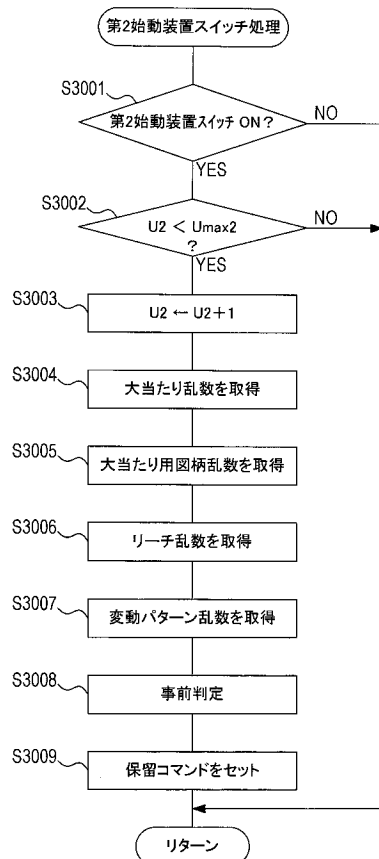 第2始動装置スイッチ処理
S3001
第2始動装置スイッチ ON?
NO
YES
S3002
U2 < Umax2
?
NO
YES
S3003
U2 ← U2+1
S3004
大当たり乱数を取得
S3005
大当たり用図柄乱数を取得
S3006
リーチ乱数を取得
S3007
変動パターン乱数を取得
S3008
事前判定
S3009
保留コマンドをセット
リターン